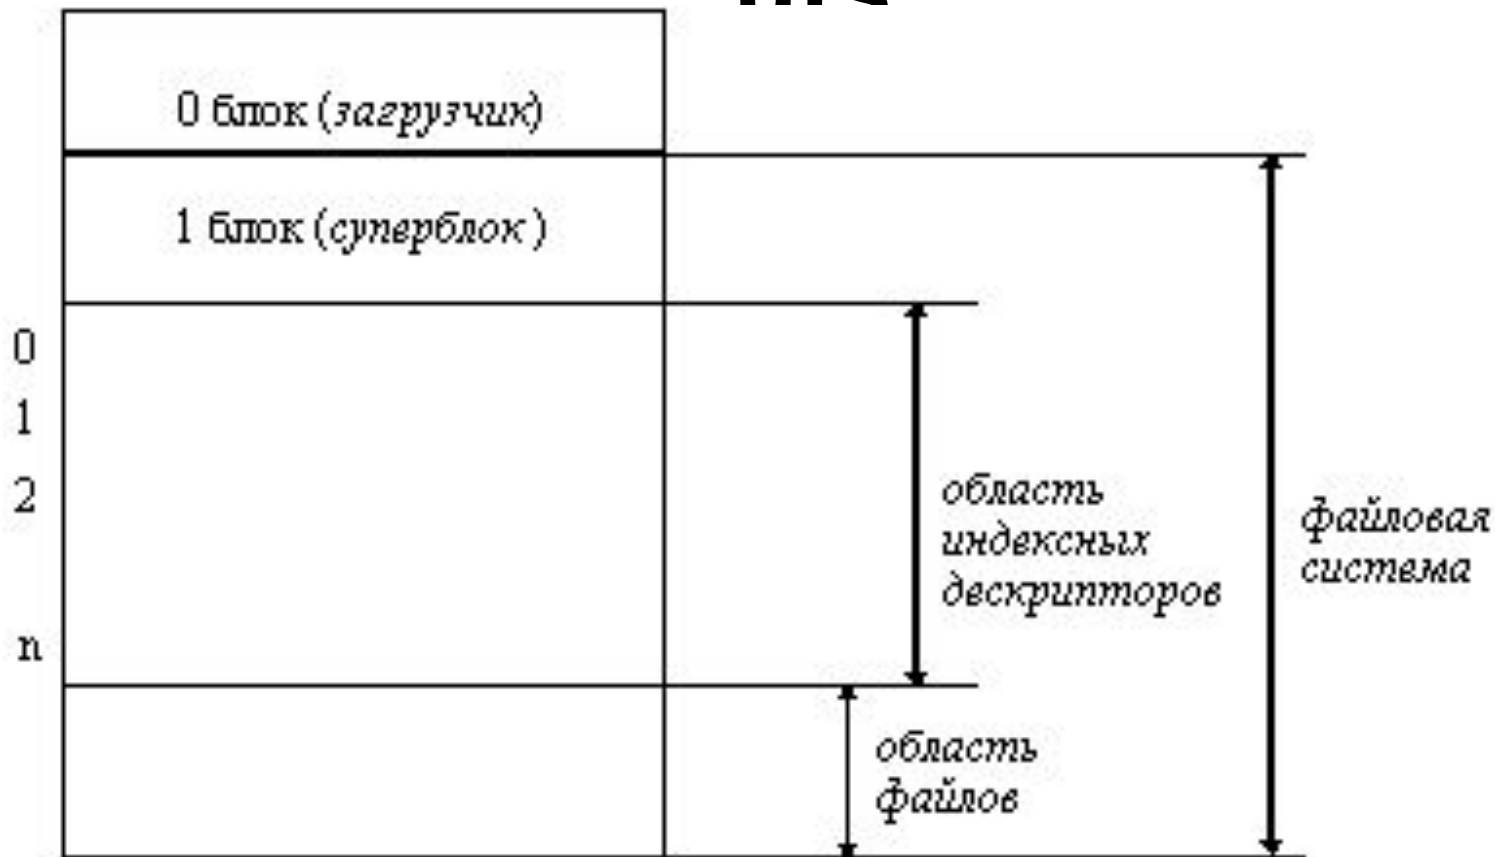 0 блок (загрузчик)
1 блок (суперблок)
0
1
2
n
область
индексных
дескрипторов
файловая
система
область
файлов